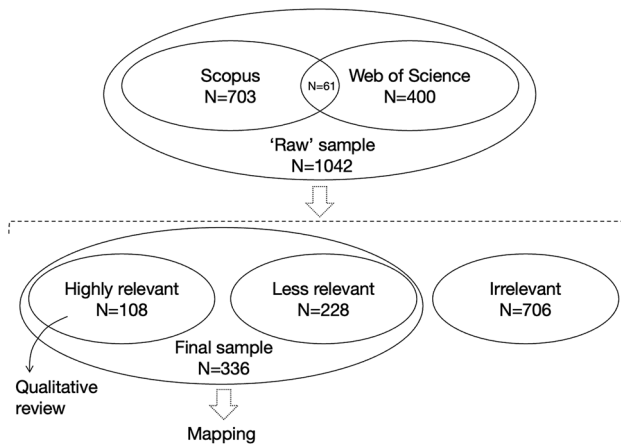 Scopus
N=703
N=61
Web of Science
N=400
‘Raw’ sample
N=1042
Highly relevant
N=108
Less relevant
N=228
Irrelevant
N=706
Final sample
N=336
Qualitative
review
Mapping